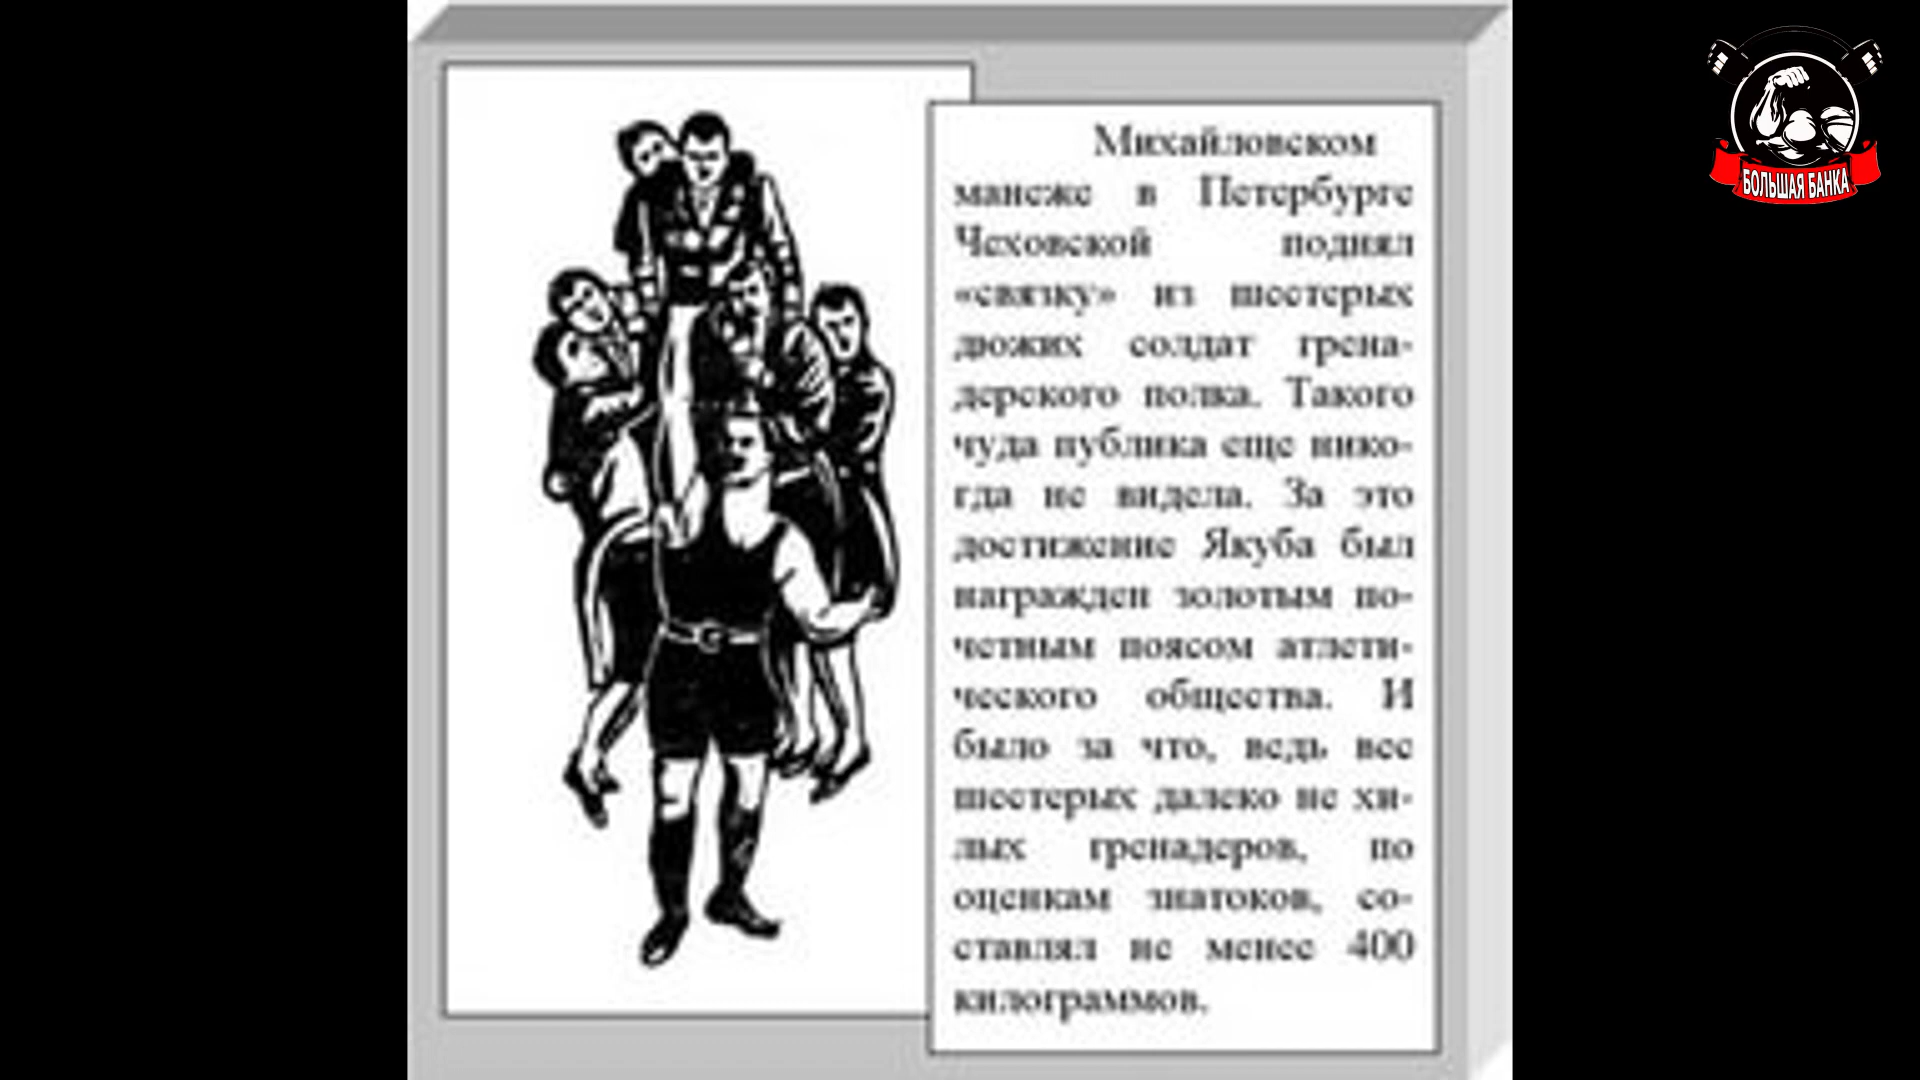 Михайловском
манеже в Петербурге
Чеховской поднял
«связку» из шестерых
дюжих солдат грена-
дерского полка. Такого
чуда публика еще нико-
гда не видела. За это
достижение Якуба был
награжден золотым по-
четным поясом атлети-
ческого общества. И
было за что, ведь вес
шестерых далеко не хи-
лых гренадеров, по
оценкам знатоков, со-
ставлял не менее 400
килограммов.
БОЛЬШАЯ БАНКА